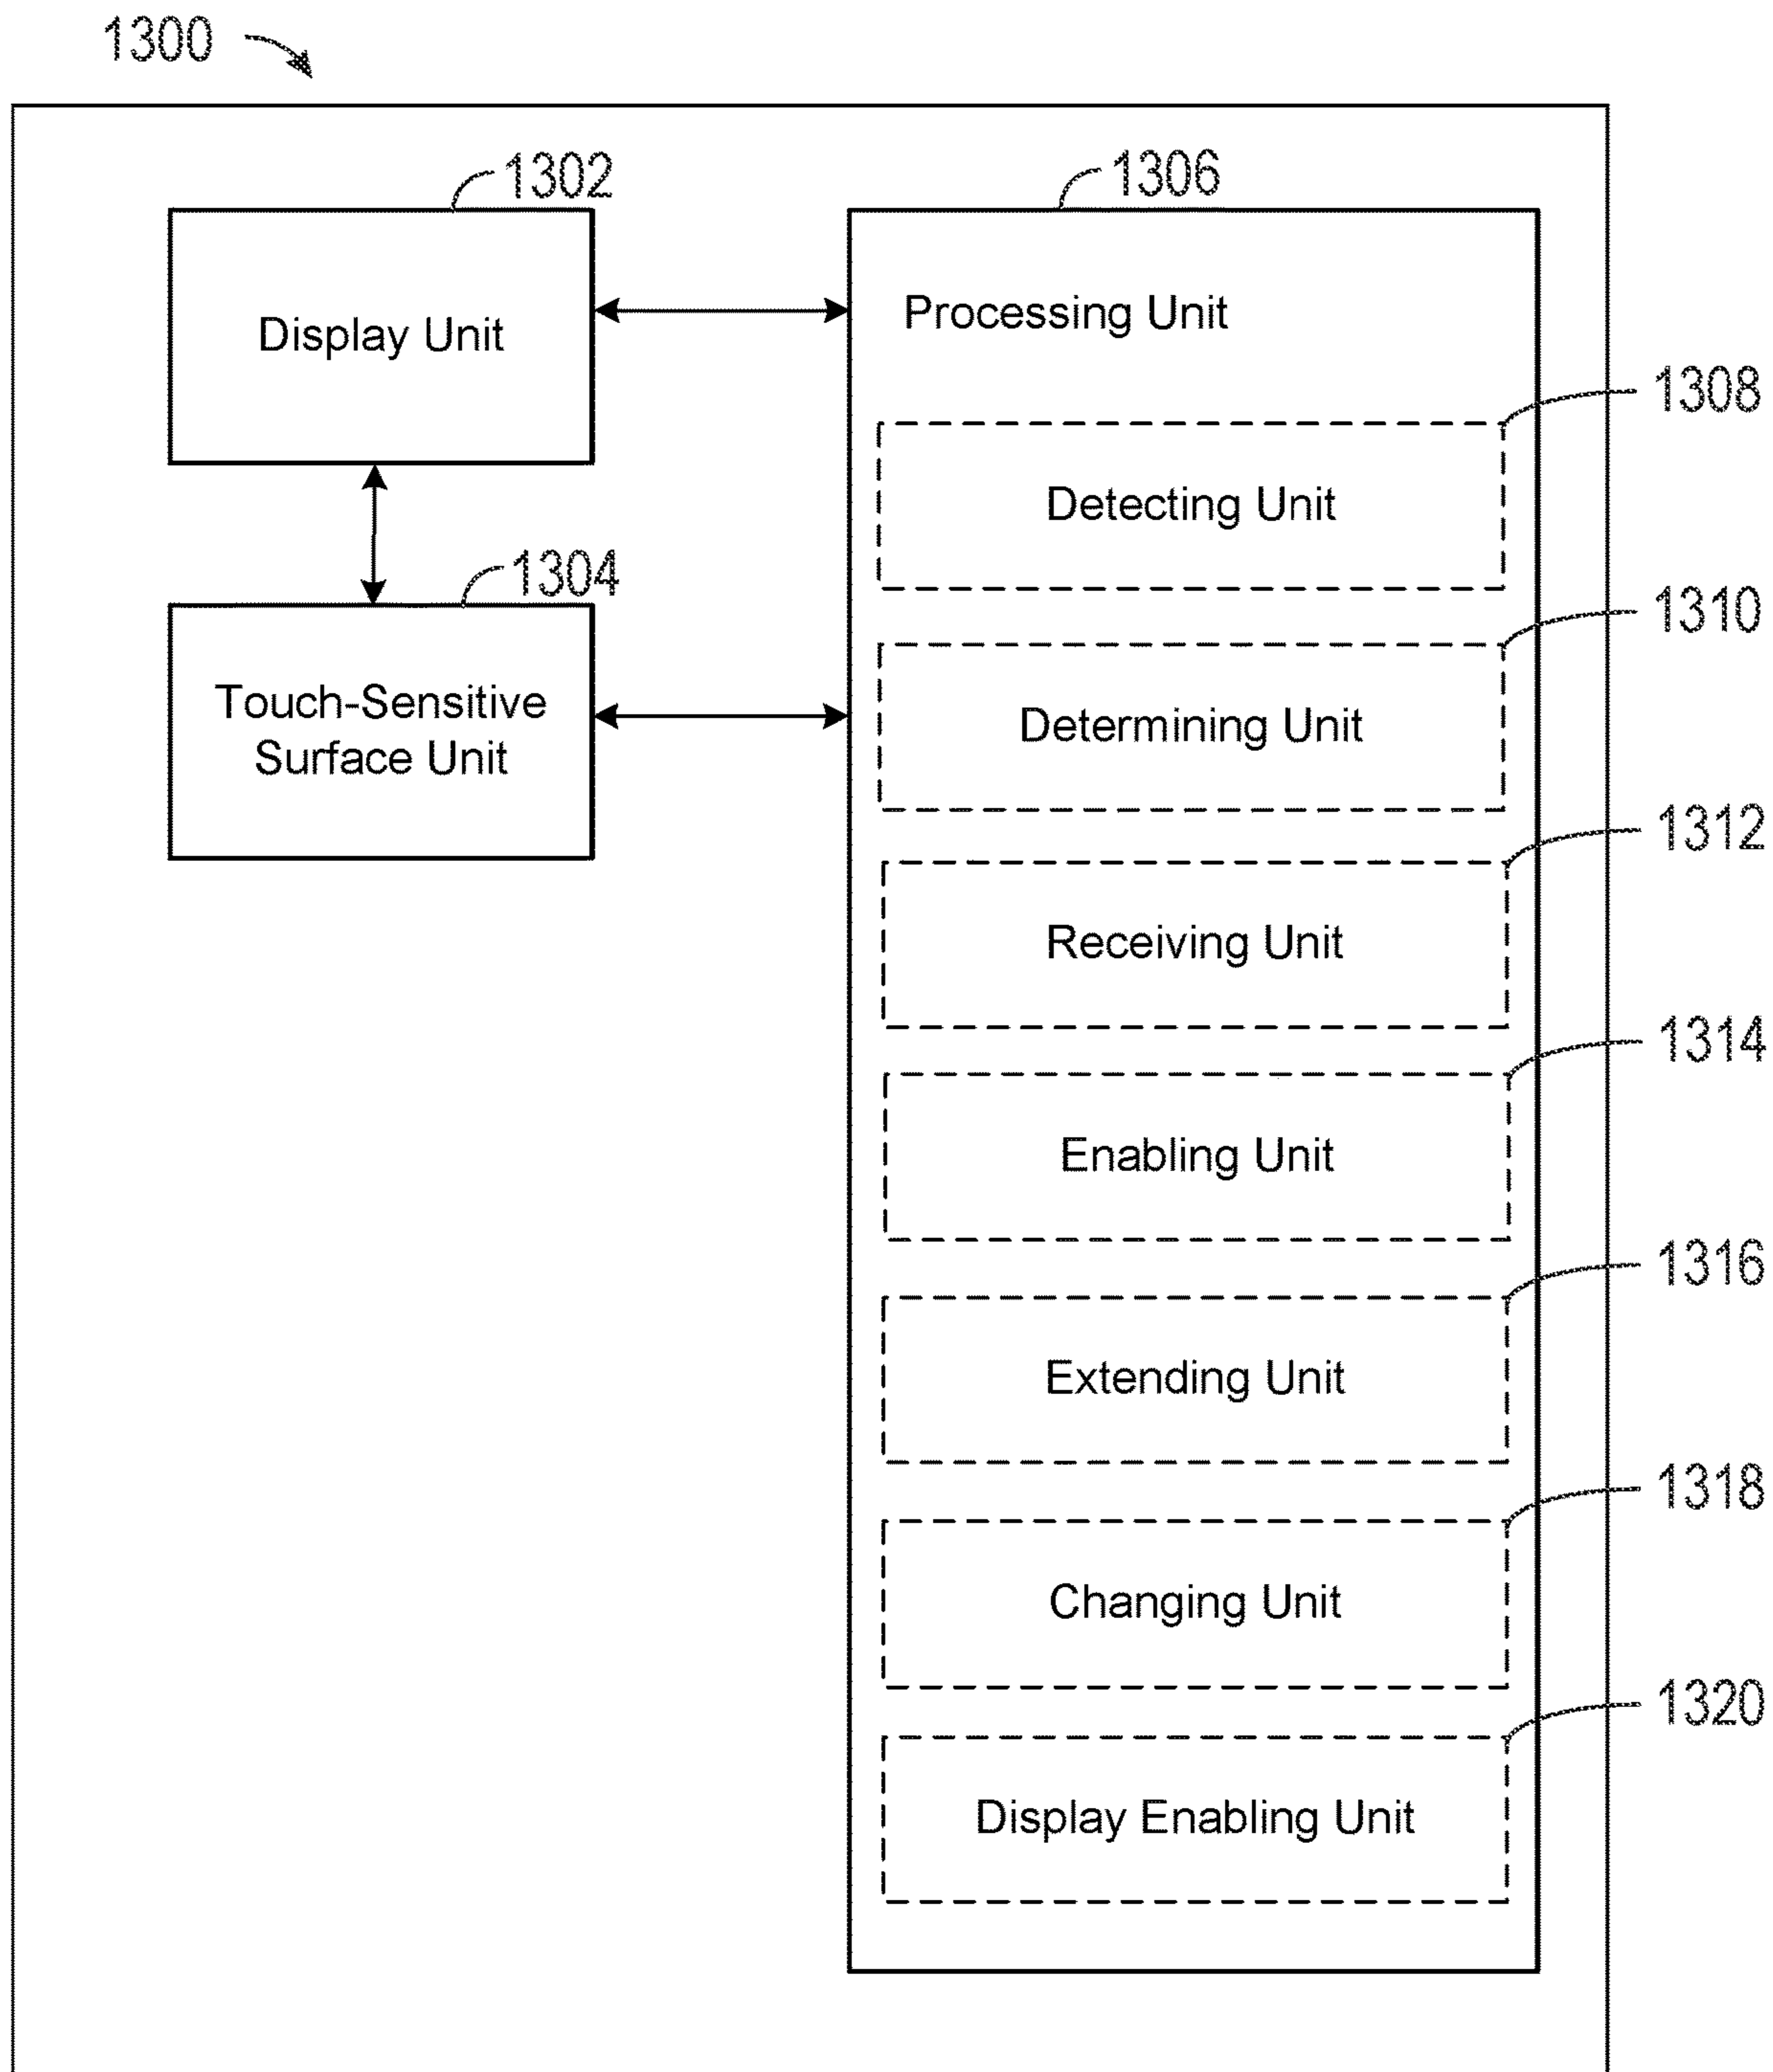 1300
1302
1306
Display Unit
Processing Unit
1308
Detecting Unit
1304
1310
Touch-Sensitive
Surface Unit
Determining Unit
1312
Receiving Unit
1314
Enabling Unit
1316
Extending Unit
1318
Changing Unit
1320
Display Enabling Unit